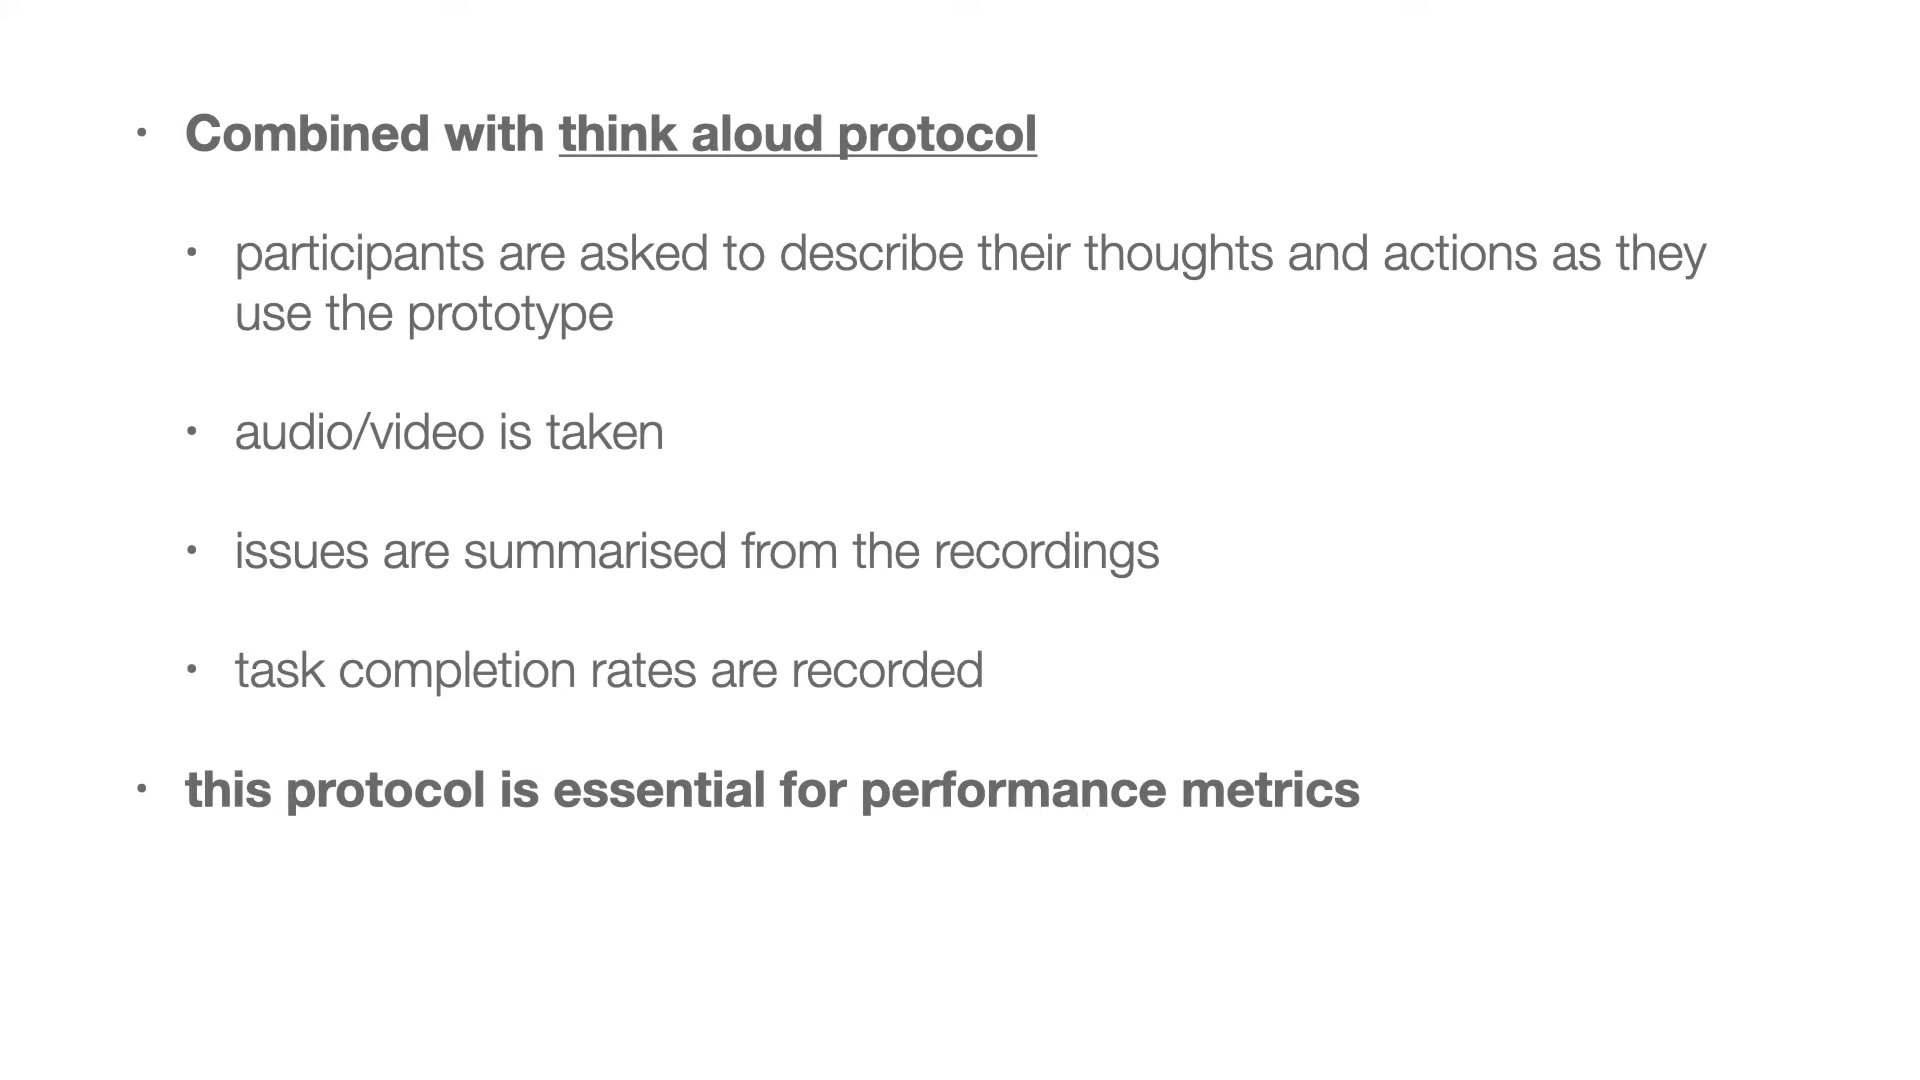 • Combined with think aloud protocol
• participants are asked to describe their thoughts and actions as they
use the prototype
• audio/video is taken
• issues are summarised from the recordings
• task completion rates are recorded
• this protocol is essential for performance metrics